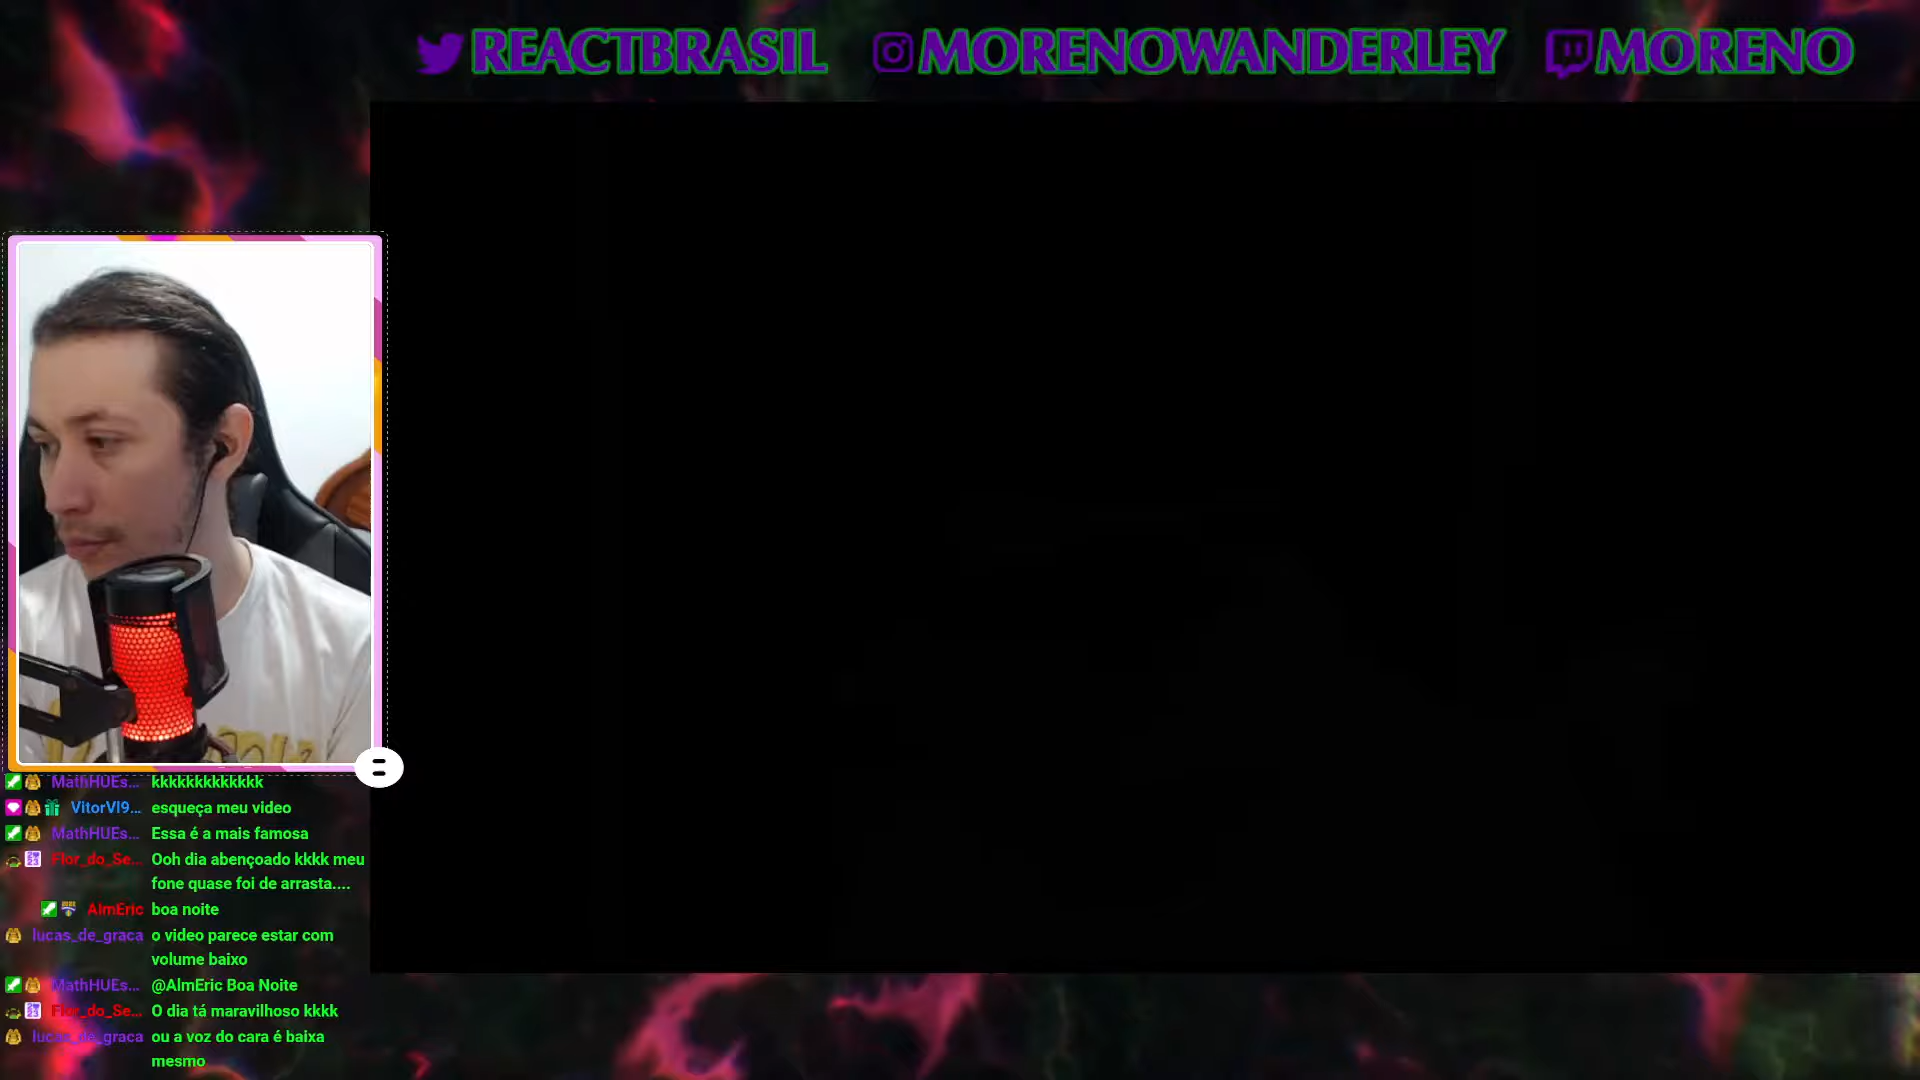 REACTBRASIL MORENOWANDERLEY MORENO
MathHUEs... kkkkkkkkkkkkk
VitorVl9... esqueça meu video
MathHUEs... Essa é a mais famosa
Flor_do_Se... Ooh dia abençoado kkkk meu
fone quase foi de arrasta....
AlmEric boa noite
lucas_de_graca o video parece estar com
volume baixo
MathHUEs... @AlmEric Boa Noite
Flor_do_Se... O dia tá maravilhoso kkkk
lucas_de_graca ou a voz do cara é baixa
mesmo